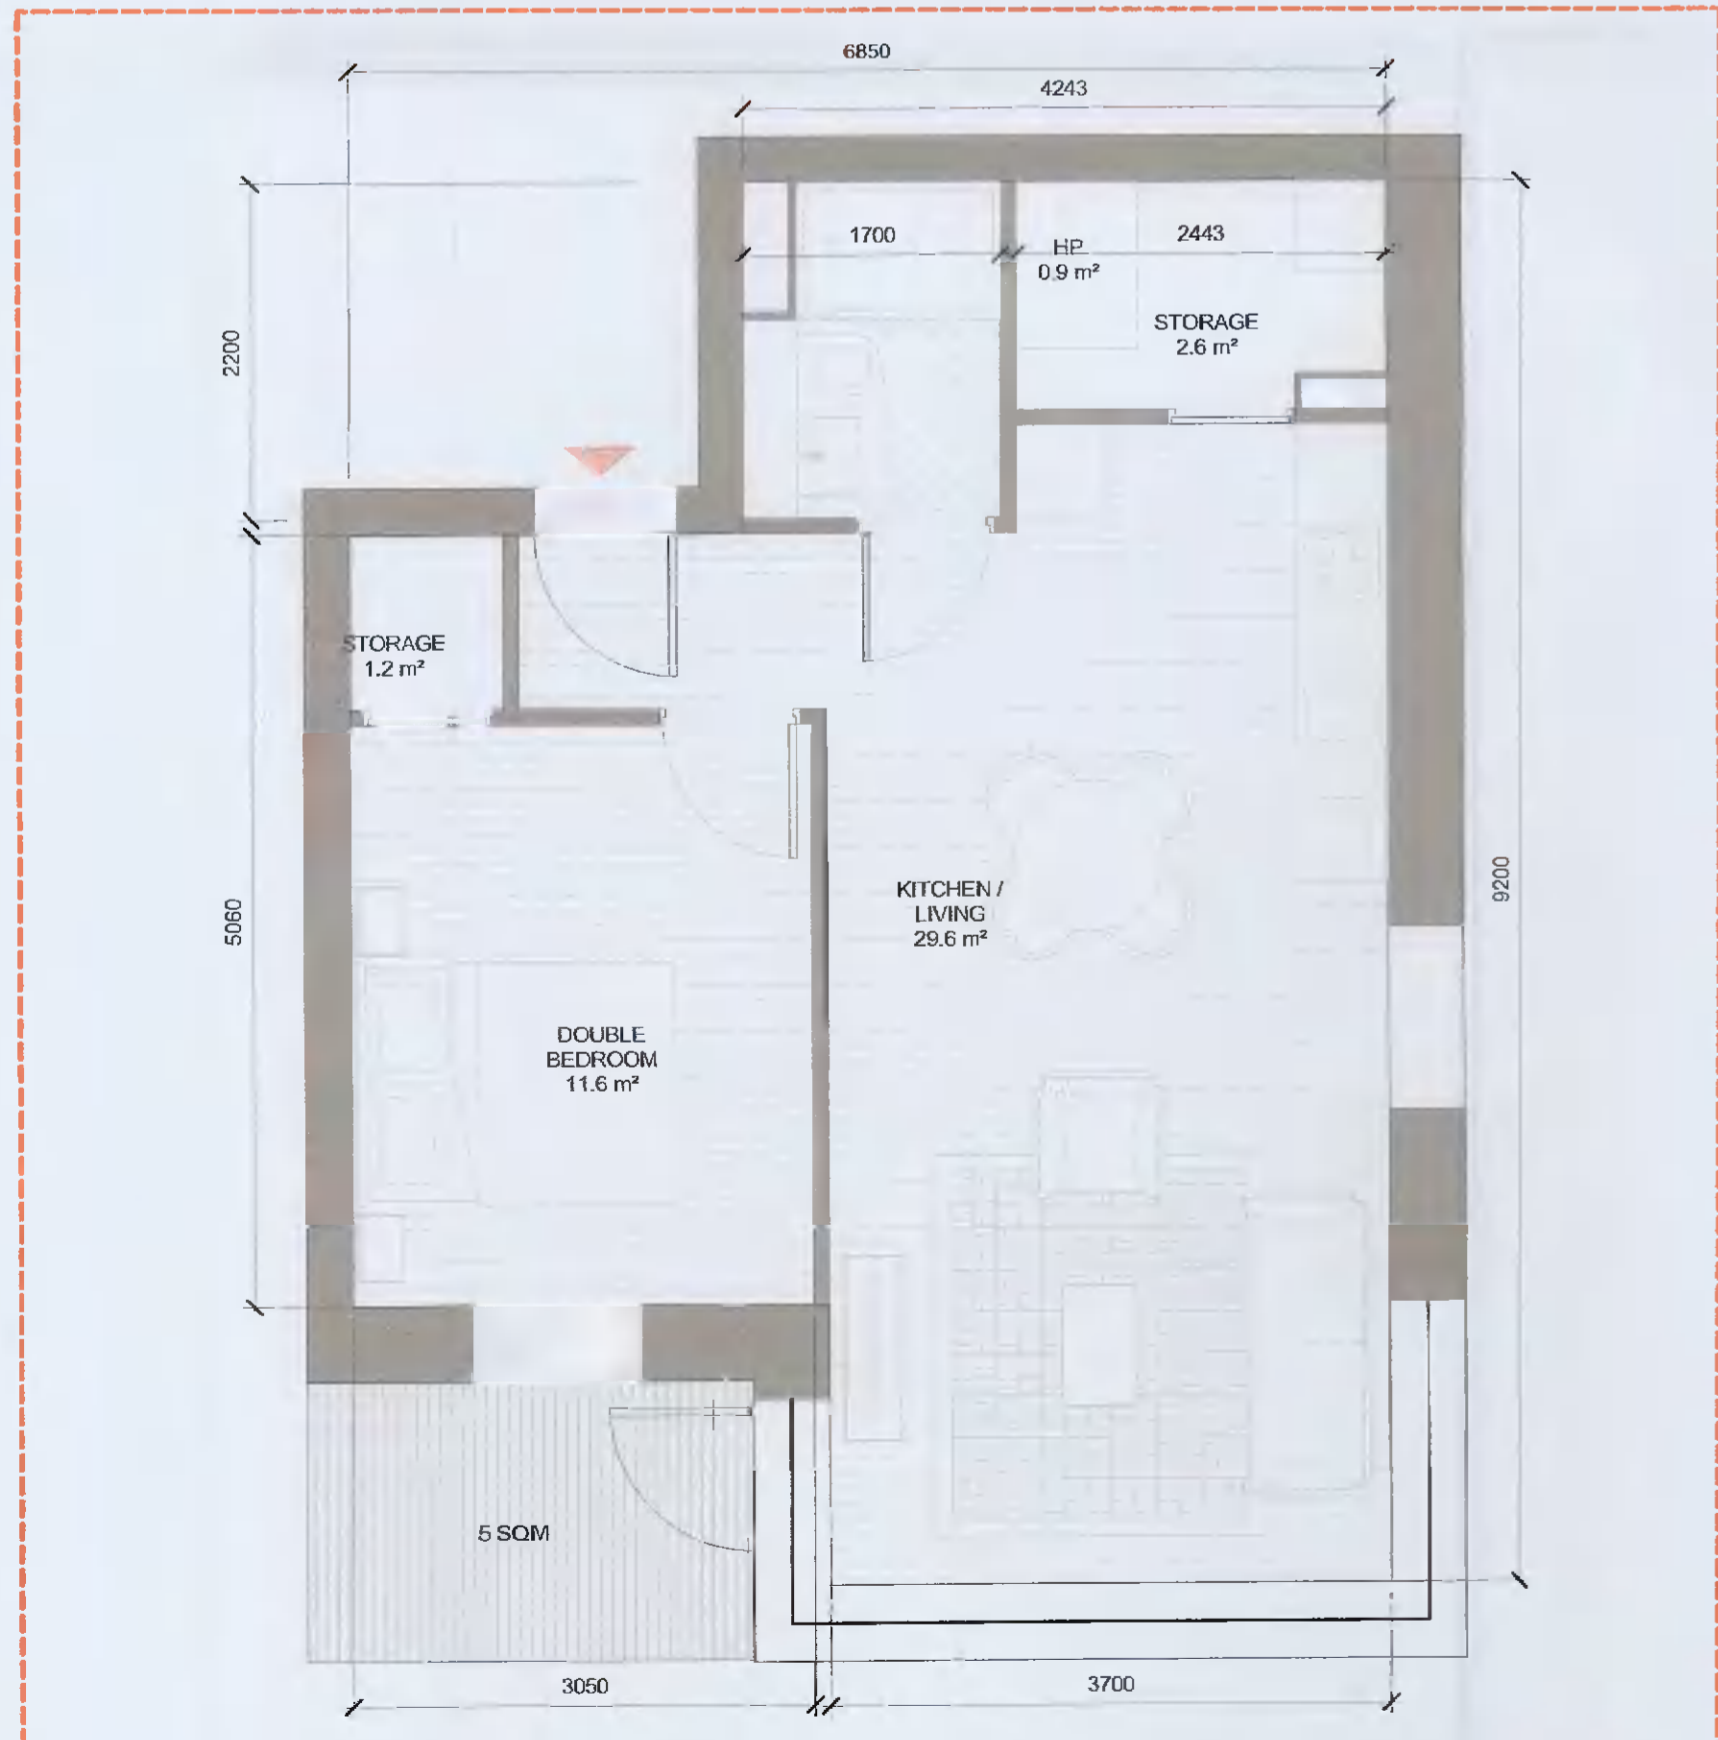 6850
4243
1700
2443
HP
0.9 m²
STORAGE
2.6 m²
2200
STORAGE
1.2 m²
5060
KITCHEN /
LIVING
29.6 m²
9200
DOUBLE
BEDROOM
11.6 m²
5 SQM
3050
3700